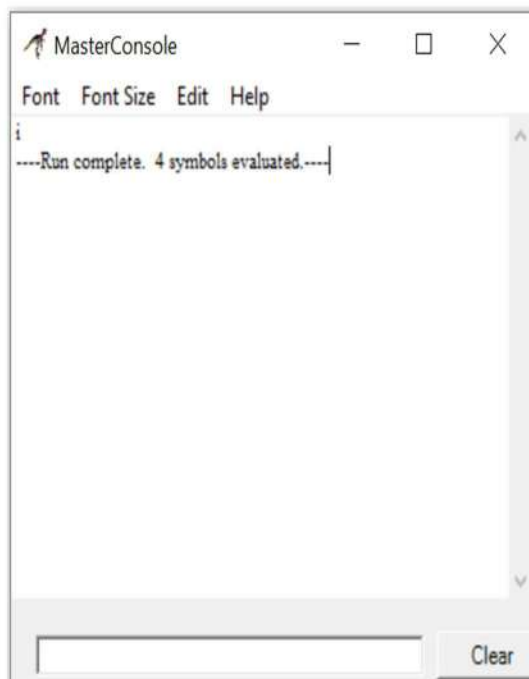 MasterConsole
Font Font Size Edit Help
i
----Run complete.  4 symbols evaluated.----
Clear